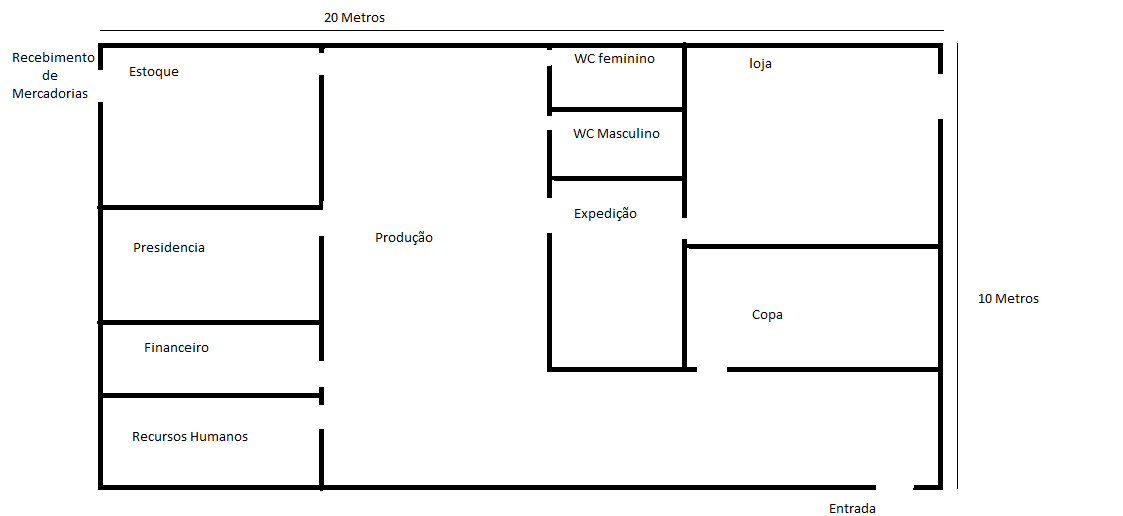 20 Metros
Recebimento
de
Mercadorias
Estoque
WC feminino
loja
WC Masculino
Expedição
Presidencia
Produção
10 Metros
Copa
Financeiro
Recursos Humanos
Entrada